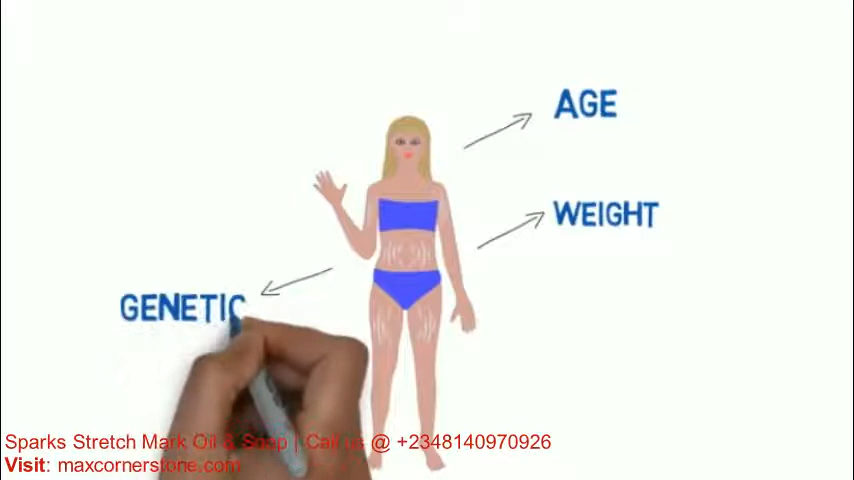 AGE
WEIGHT
GENETIC
Sparks Stretch Mark Oil & Soap | Call us @ +2348140970926
Visit: maxcornerstone.com